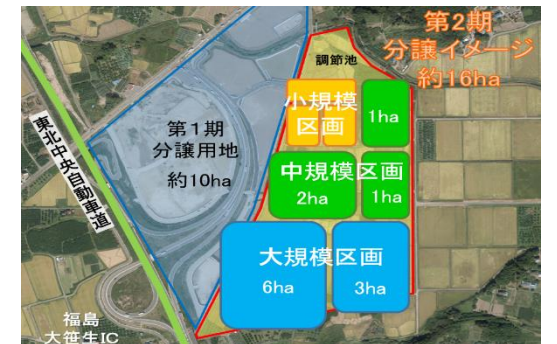 第2期
分譲イメージ
約16ha
調節池
小規模
区画
1ha
第1期
分譲用地
約10ha
中規模区画
2ha
1ha
東北中央自動車道
大規模区画
6ha
3ha
福島
大笹生IC